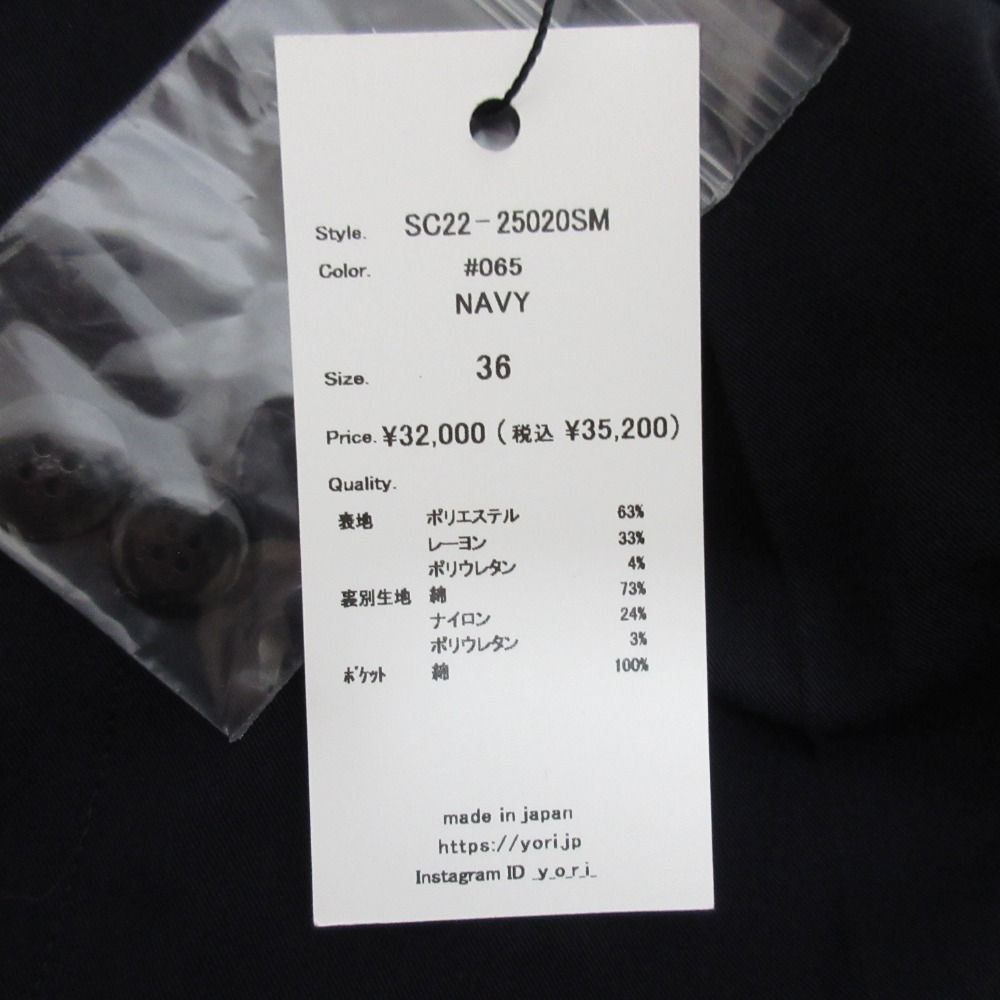 Style. SC22-25020SM
Color. #065
NAVY
Size. 36
Price. ¥32,000 (税込 ¥35,200)
Quality.
表地 ポリエステル 63%
レーヨン 33%
ポリウレタン 4%
裏別生地 綿 73%
ナイロン 24%
ポリウレタン 3%
ポケット 綿 100%
made in japan
https://yori.jp
Instagram ID _y_o_r_i_